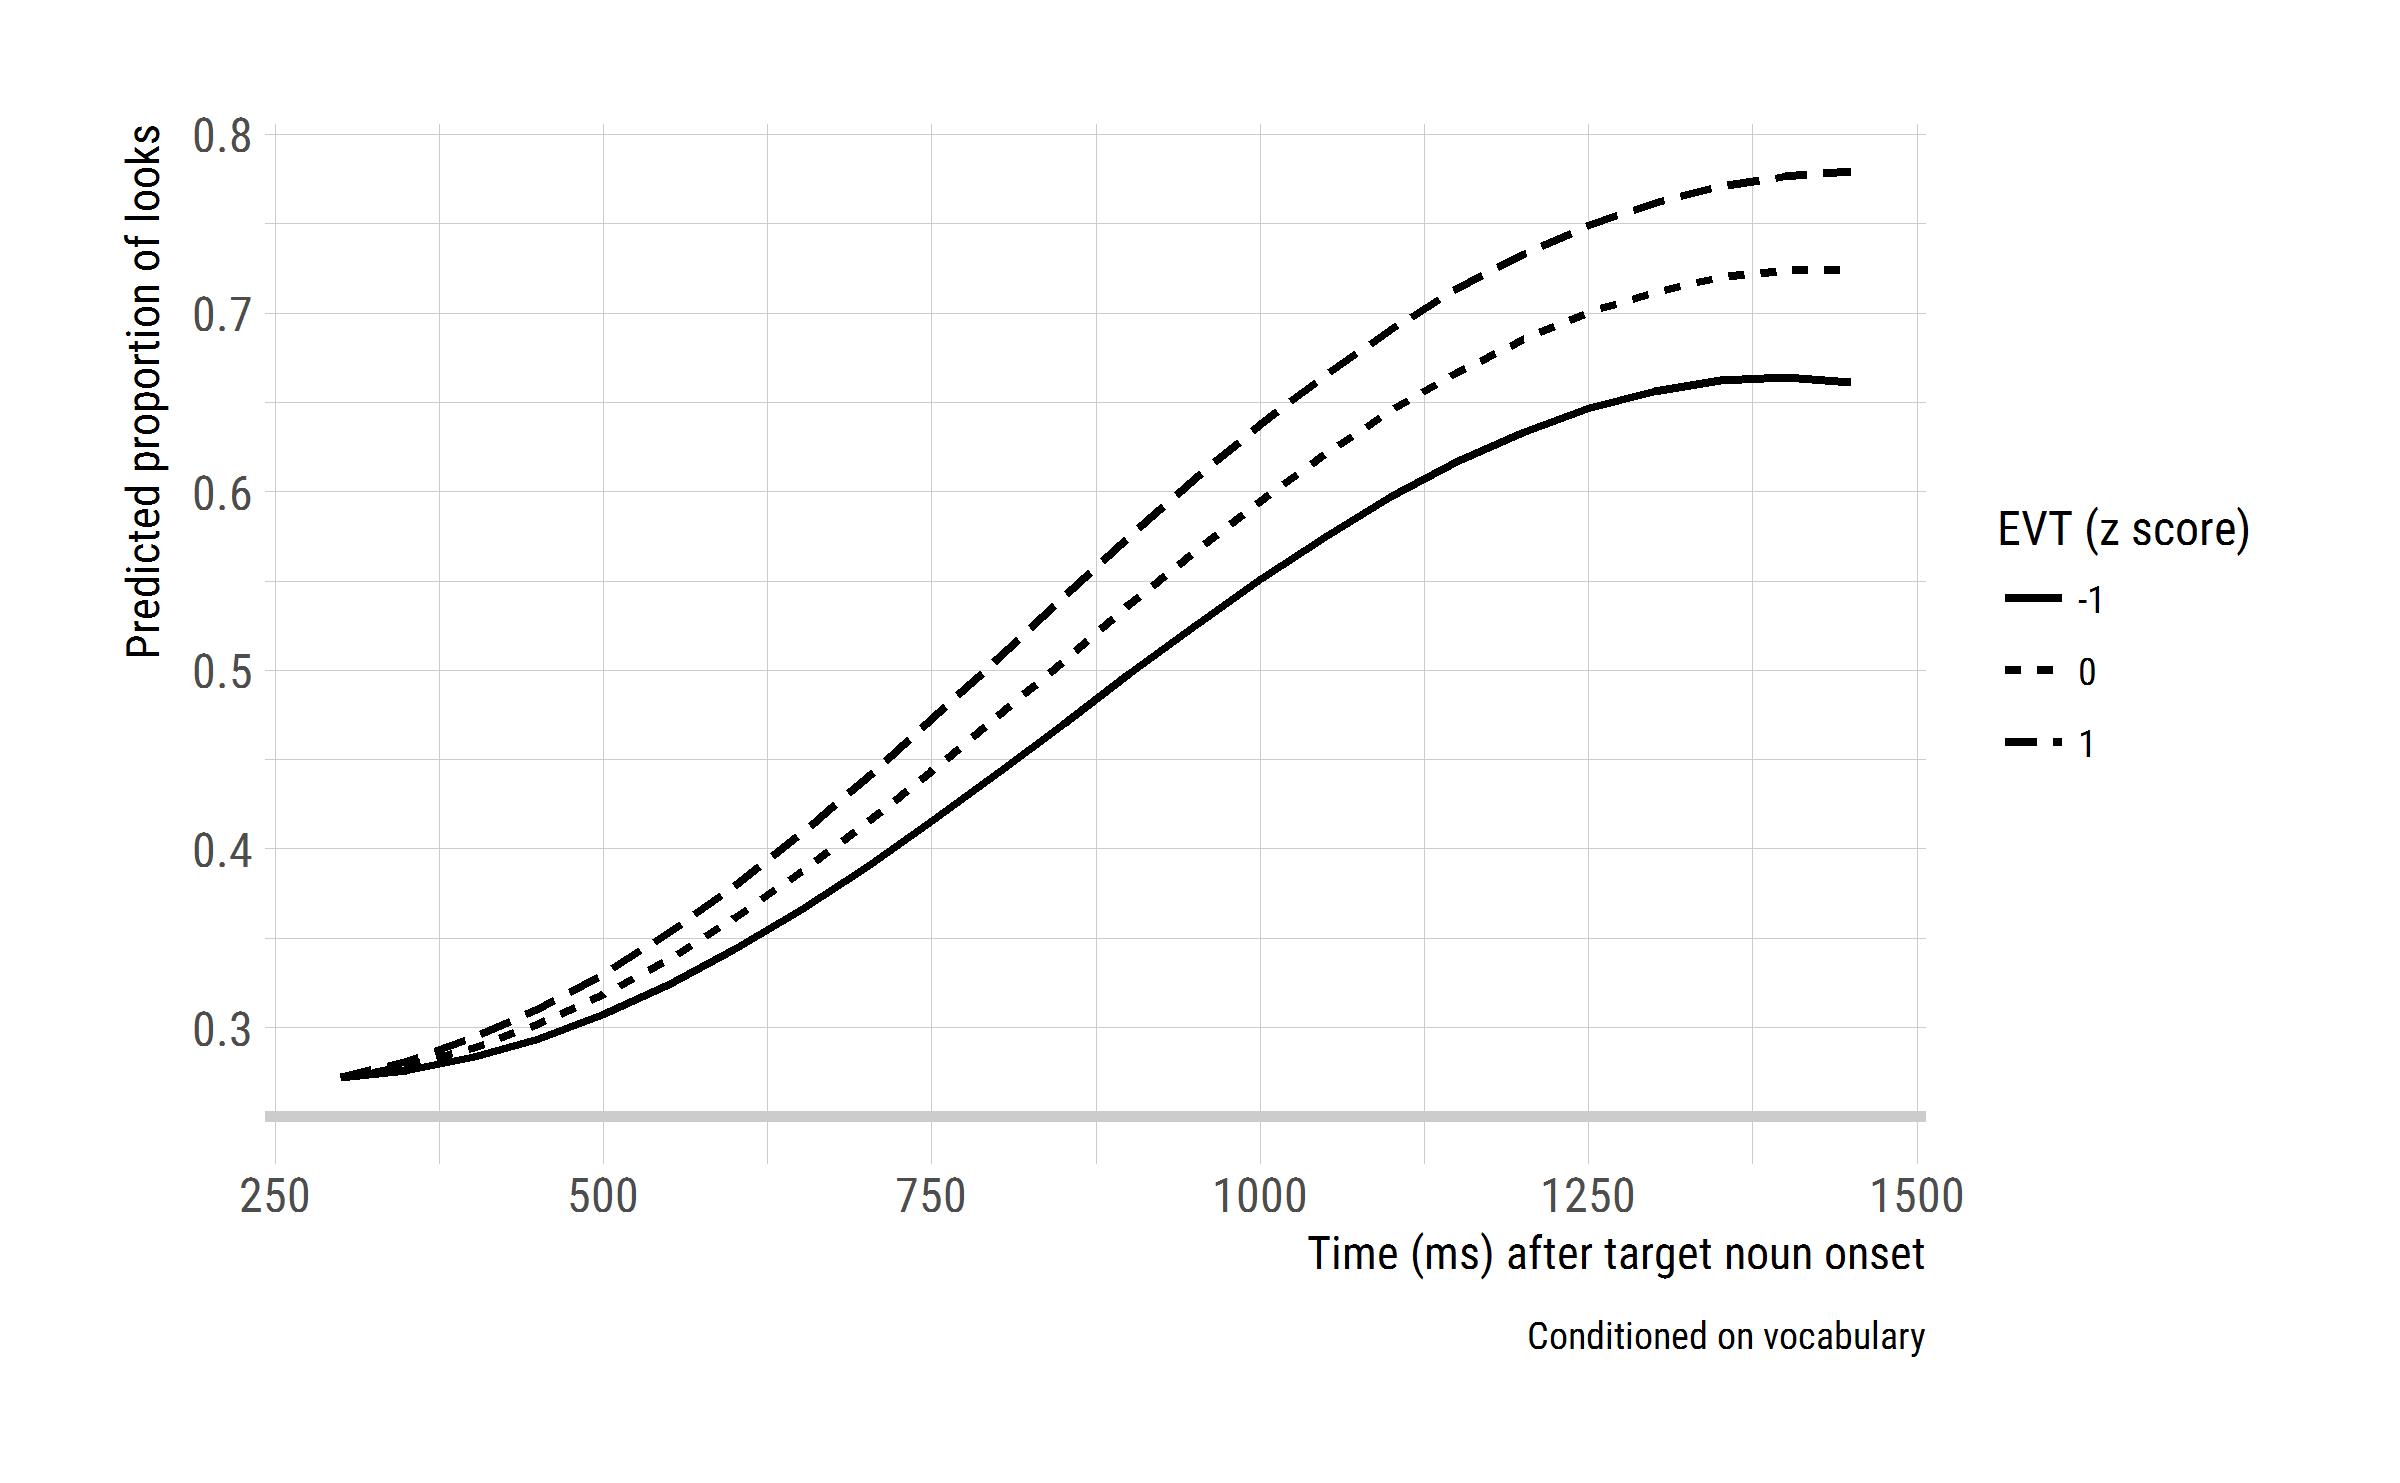 Predicted proportion of looks
0.8
0.7
0.6
0.5
0.4
0.3
250 500 750 1000 1250 1500
Time (ms) after target noun onset
Conditioned on vocabulary
EVT (z score)
-1
0
1